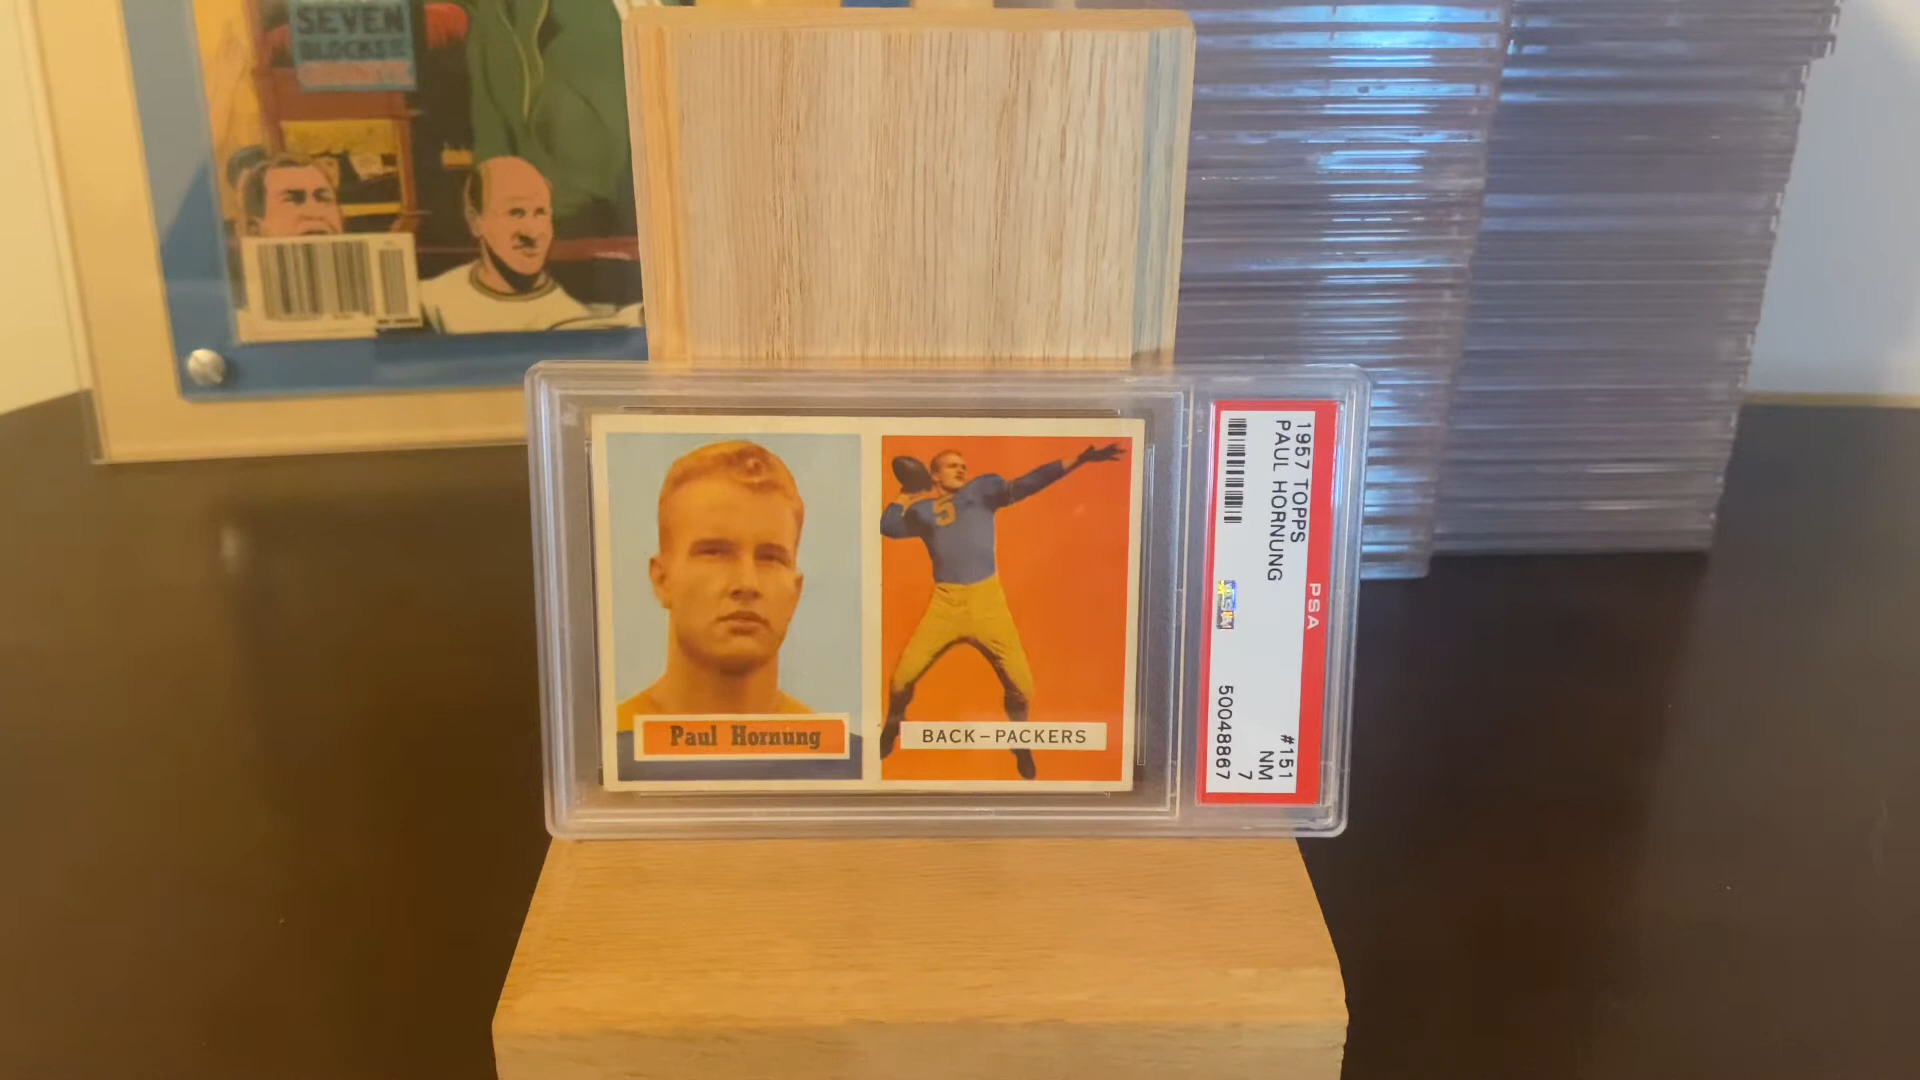 SEVEN
BLOCKS
Paul Hornung
BACK-PACKERS
1957 TOPPS
PAUL HORNUNG
PSA
#151
NM
7
50048867